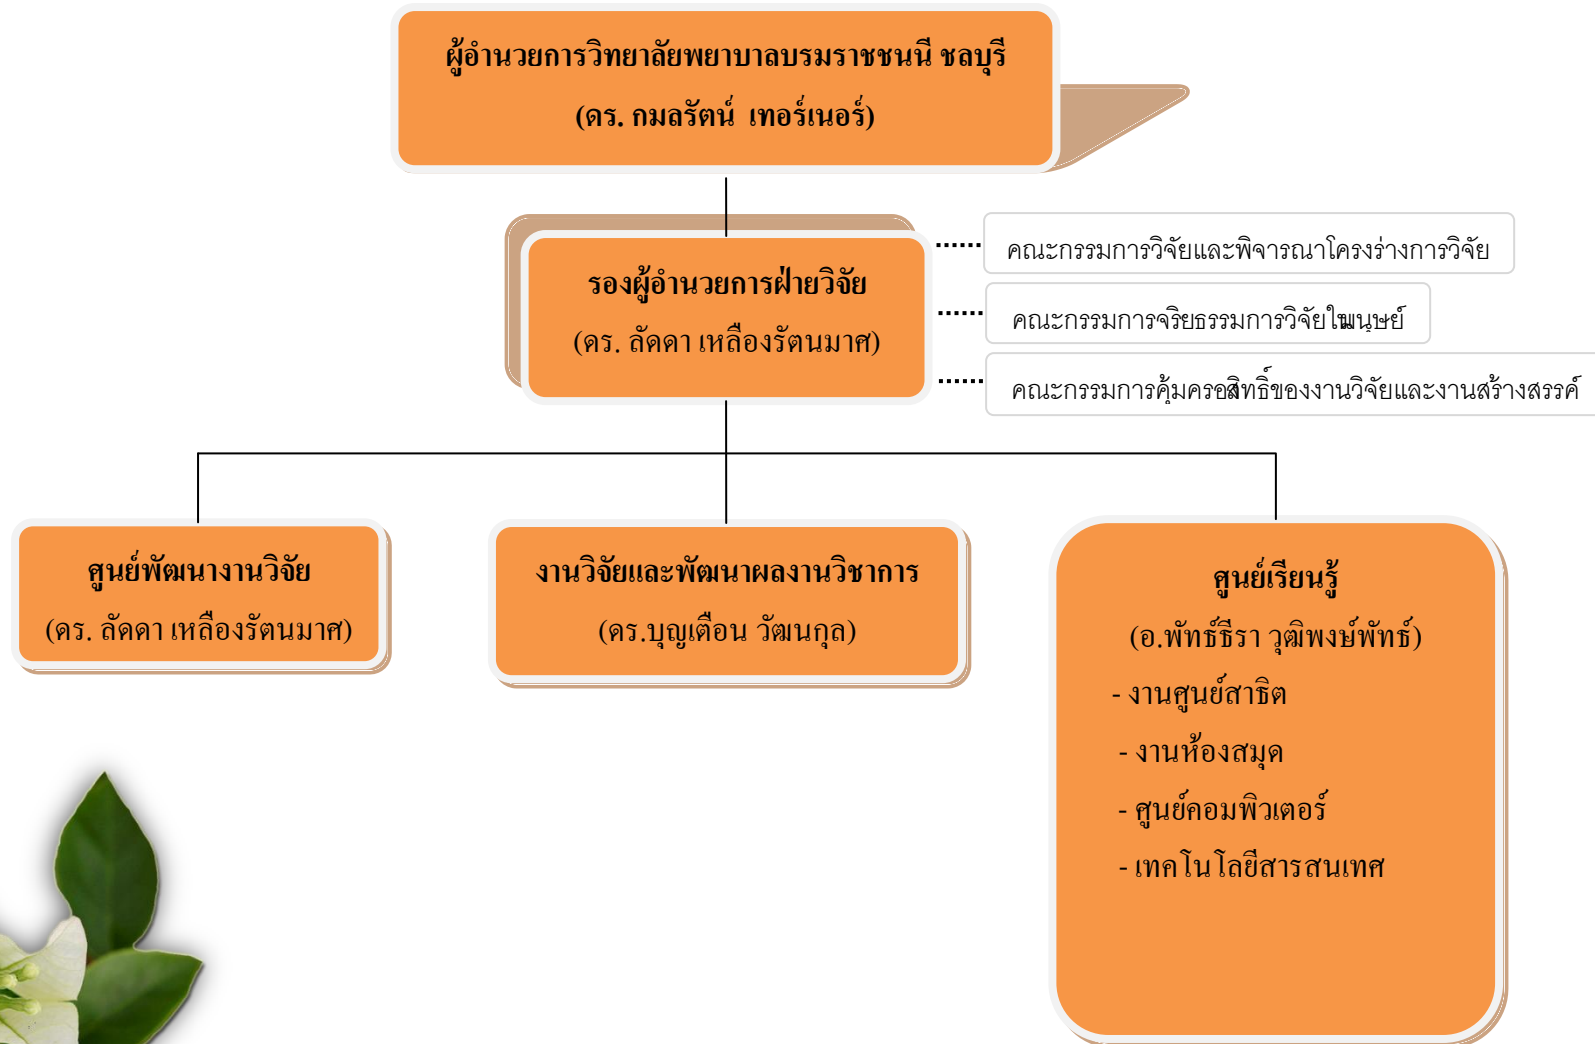 ผู้อำนวยการวิทยาลัยพยาบาลบรมราชชนนี ชลบุรี
(ดร. กมลรัตน์ เทอร์เนอร์)
รองผู้อำนวยการฝ่ายวิจัย
(ดร. ลัดดา เหลืองรัตนมาศ)
คณะกรรมการวิจัยและพิจารณาโครงร่างการวิจัย
คณะกรรมการจริยธรรมการวิจัยในมนุษย์
คณะกรรมการคุ้มครองสิทธิ์ของงานวิจัยและงานสร้างสรรค์
ศูนย์พัฒนางานวิจัย
(ดร. ลัดดา เหลืองรัตนมาศ)
งานวิจัยและพัฒนาผลงานวิชาการ
(ดร.บุญเตือน วัฒนกุล)
ศูนย์เรียนรู้
(อ.พัทธ์ธีรา วุฒิพงษ์พัทธ์)
- งานศูนย์สาธิต
- งานห้องสมุด
- ศูนย์คอมพิวเตอร์
- เทคโนโลยีสารสนเทศ